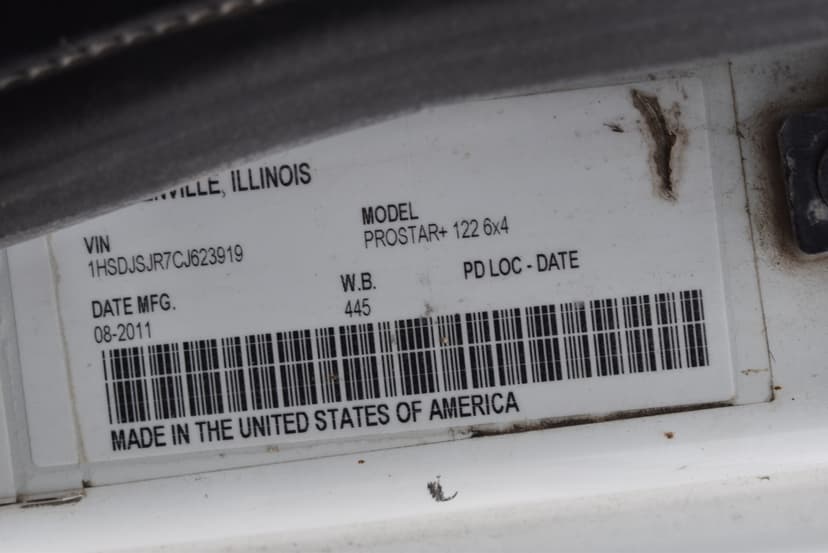 ILLINOIS
VIN
1HSDJSJR7CJ623919
MODEL
PROSTAR+ 122 6x4
DATE MFG.
08-2011
W.B.
445
PD LOC - DATE
MADE IN THE UNITED STATES OF AMERICA